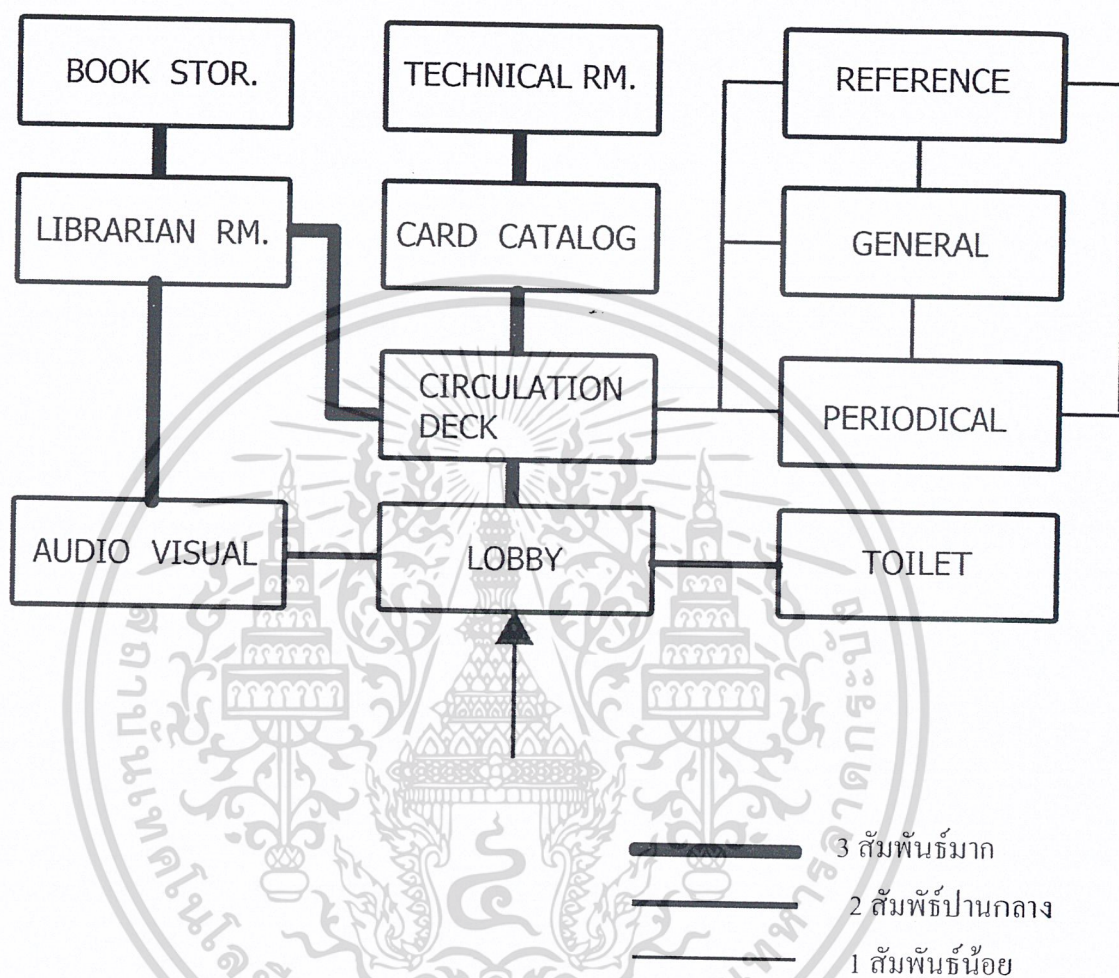 BOOK STOR.
TECHNICAL RM.
REFERENCE
LIBRARIAN RM.
CARD CATALOG
GENERAL
CIRCULATION
DECK
PERIODICAL
AUDIO VISUAL
LOBBY
TOILET
3 สัมพันธ์มาก
2 สัมพัธ์ปานกลาง
1 สัมพันธ์น้อย